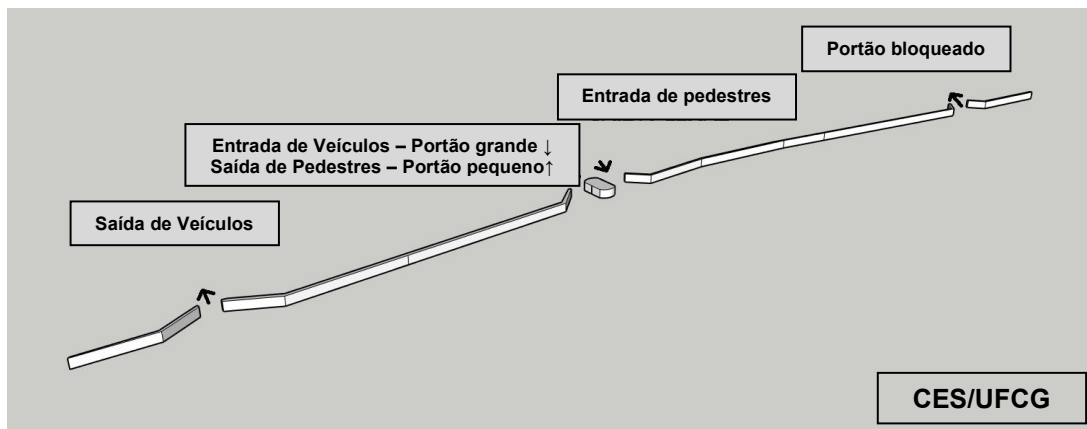 Portão bloqueado
Entrada de pedestres
Entrada de Veículos – Portão grande ↓
Saída de Pedestres – Portão pequeno↑
Saída de Veículos
CES/UFCG